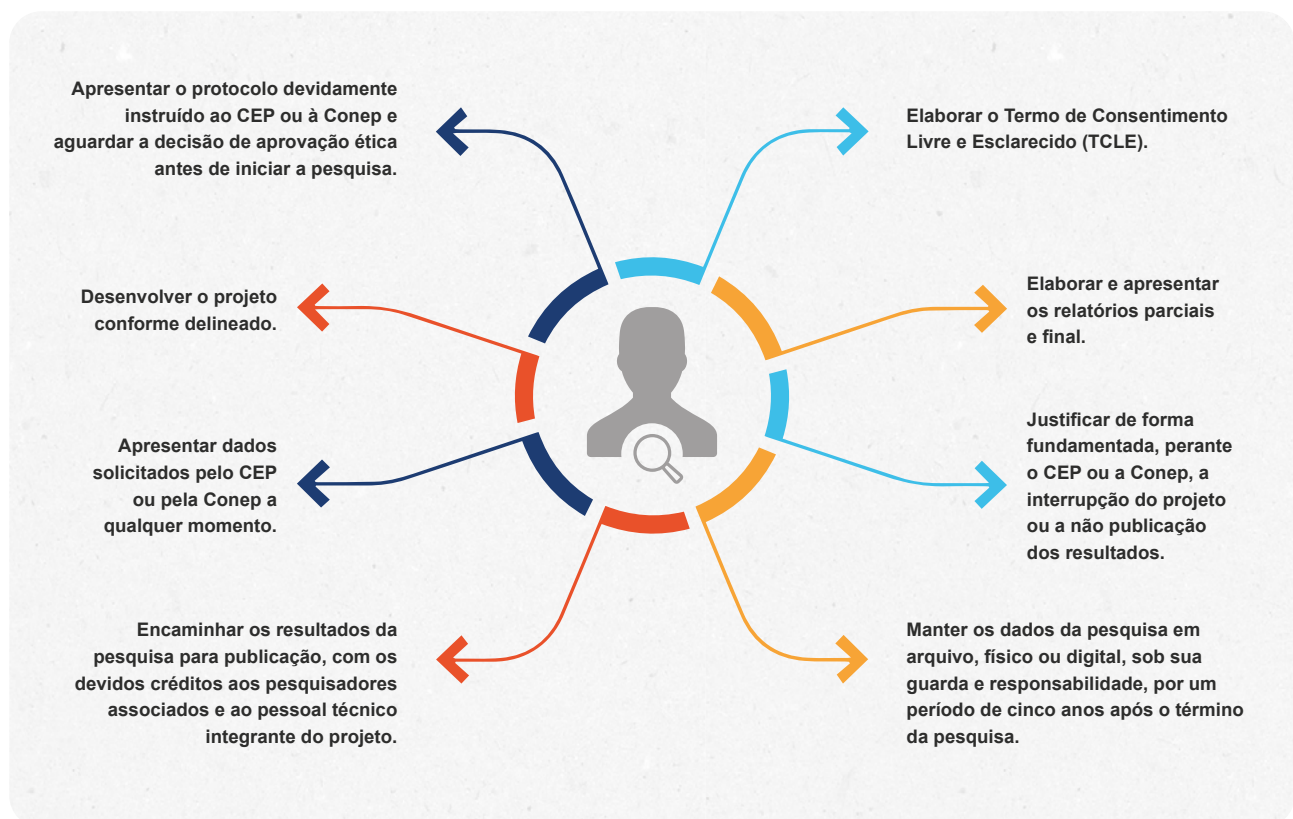 Apresentar o protocolo devidamente
instruído ao CEP ou à Conep e
aguardar a decisão de aprovação ética
antes de iniciar a pesquisa.
Elaborar o Termo de Consentimento
Livre e Esclarecido (TCLE).
Desenvolver o projeto
conforme delineado.
Elaborar e apresentar
os relatórios parciais
e final.
Apresentar dados
solicitados pelo CEP
ou pela Conep a
qualquer momento.
Justificar de forma
fundamentada, perante
o CEP ou a Conep, a
interrupção do projeto
ou a não publicação
dos resultados.
Encaminhar os resultados da
pesquisa para publicação, com os
devidos créditos aos pesquisadores
associados e ao pessoal técnico
integrante do projeto.
Manter os dados da pesquisa em
arquivo, físico ou digital, sob sua
guarda e responsabilidade, por um
período de cinco anos após o término
da pesquisa.